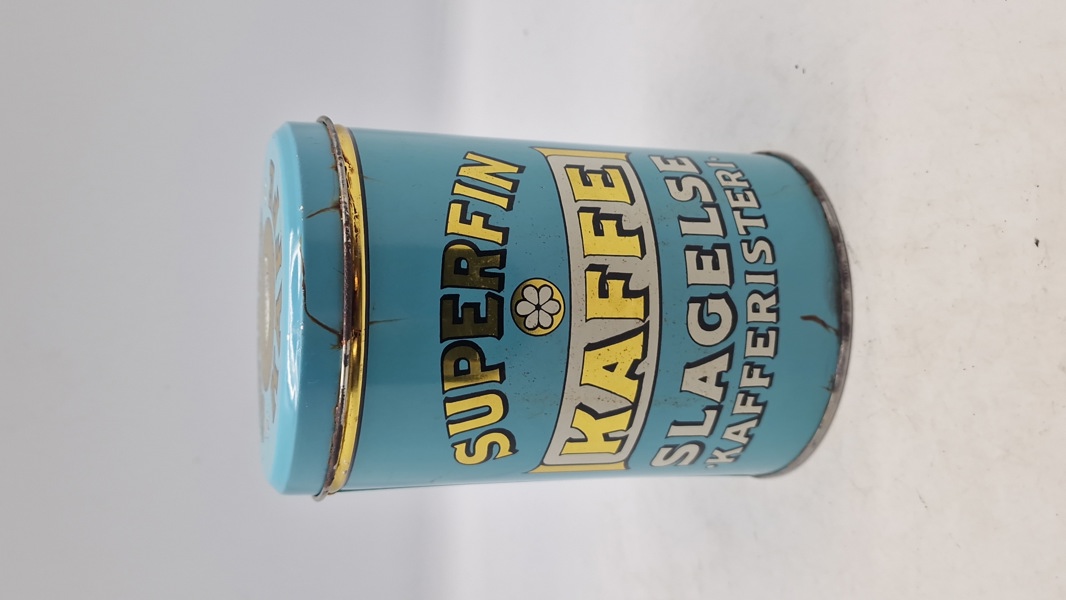 SUPERFIN
KAFFE
SLAGELSE
"KAFFERISTERI"